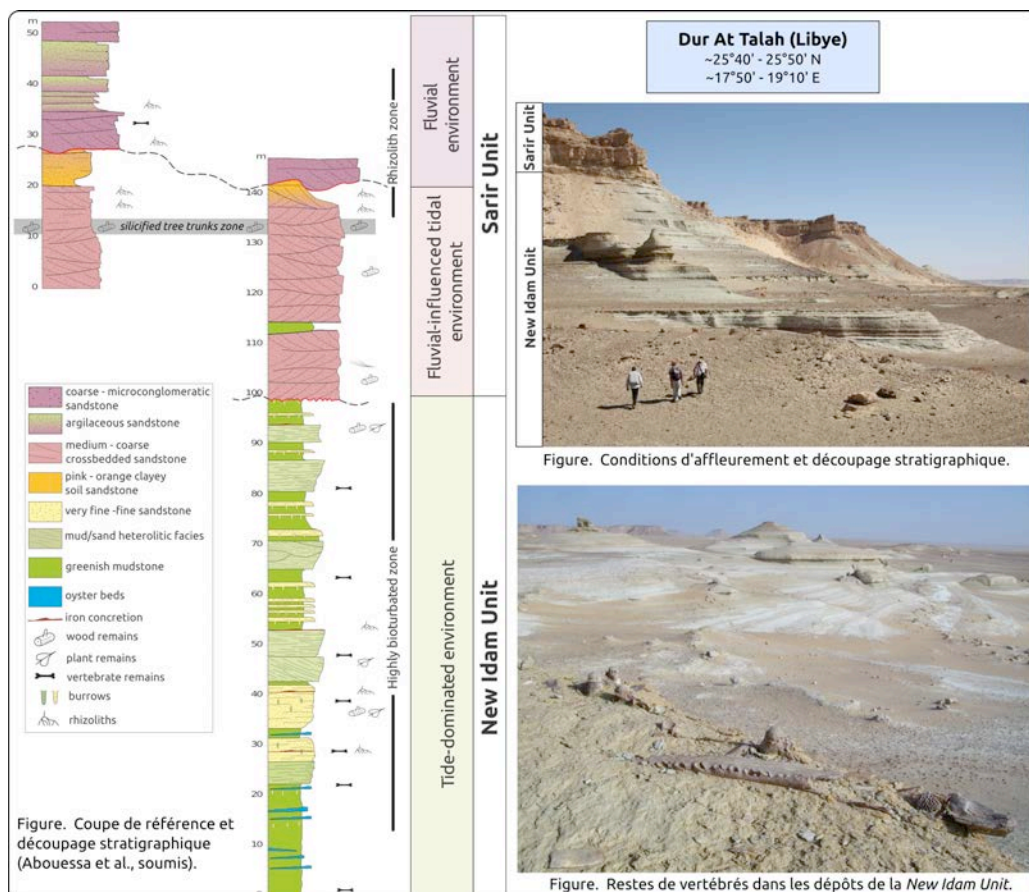 m
50
40
30
20
10
0
silicified tree trunks zone
m
140
130
120
110
100
90
80
70
60
50
40
30
20
10
Rhizolith zone
Highly bioturbated zone
Fluvial
environment
Fluvial-influenced tidal
environment
Tide-dominated environment
Sarir Unit
New Idam Unit
coarse - microconglomeratic
sandstone
argilaceous sandstone
medium - coarse
crossbedded sandstone
pink - orange clayey
soil sandstone
very fine -fine sandstone
mud/sand heterolitic facies
greenish mudstone
oyster beds
iron concretion
wood remains
plant remains
vertebrate remains
burrows
rhizoliths
Figure. Coupe de référence et
découpage stratigraphique
(Abouessa et al., soumis).
Dur At Talah (Libye)
~25°40' - 25°50' N
~17°50' - 19°10' E
Sarir Unit
New Idam Unit
Figure. Conditions d'affleurement et découpage stratigraphique.
Figure. Restes de vertébrés dans les dépôts de la New Idam Unit.